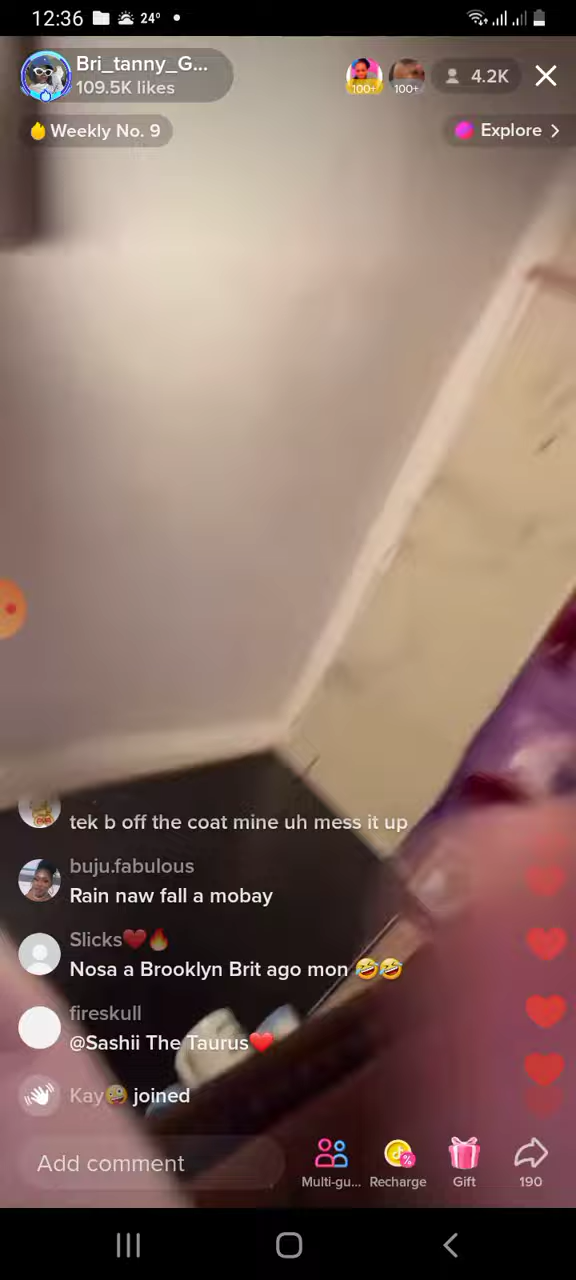 12:36 24°
Bri_tanny_G...
109.5K likes
100+ 100+ 4.2K
Weekly No. 9
Explore
tek b off the coat mine uh mess it up
buju.fabulous
Rain naw fall a mobay
Slicks❤️🔥
Nosa a Brooklyn Brit ago mon 🤣🤣
fireskull
@Sashii The Taurus❤️
Kay🤪 joined
Add comment
Multi-gu... Recharge Gift 190